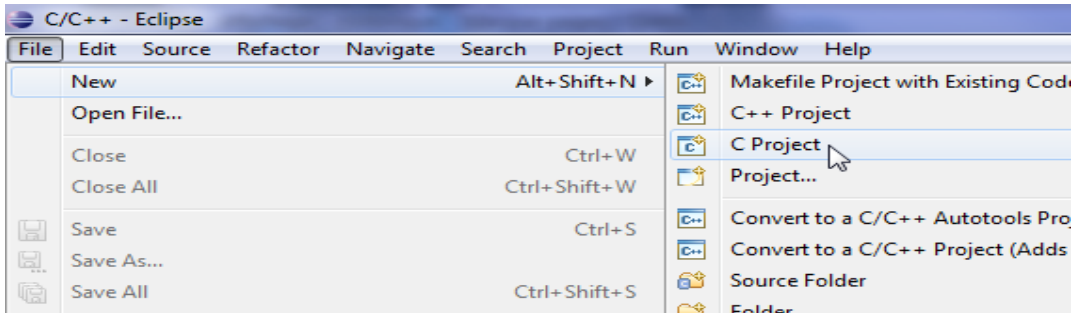 C/C++ - Eclipse
File Edit Source Refactor Navigate Search Project Run Window Help
New Alt+Shift+N
Open File...
Close Ctrl+W
Close All Ctrl+Shift+W
Save Ctrl+S
Save As...
Save All Ctrl+Shift+S
Makefile Project with Existing Code
C++ Project
C Project
Project...
Convert to a C/C++ Autotools Proj
Convert to a C/C++ Project (Adds
Source Folder
Folder